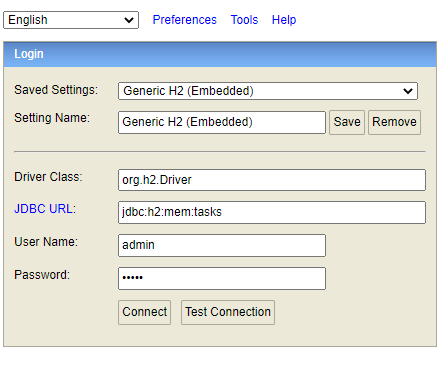 English Preferences Tools Help
Login
Saved Settings: Generic H2 (Embedded)
Setting Name: Generic H2 (Embedded) Save Remove
Driver Class: org.h2.Driver
JDBC URL: jdbc:h2:mem:tasks
User Name: admin
Password: •••••
Connect Test Connection